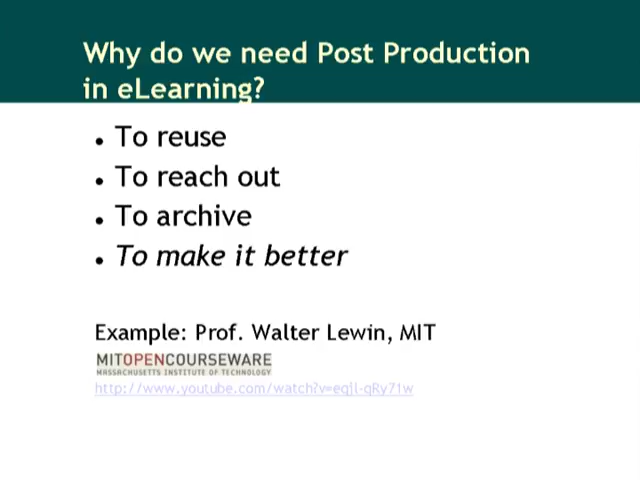 Why do we need Post Production
in eLearning?
• To reuse
• To reach out
• To archive
• To make it better
Example: Prof. Walter Lewin, MIT
MITOPENCOURSEWARE
MASSACHUSETTS INSTITUTE OF TECHNOLOGY
http://www.youtube.com/watch?v=eqjl-qRy71w